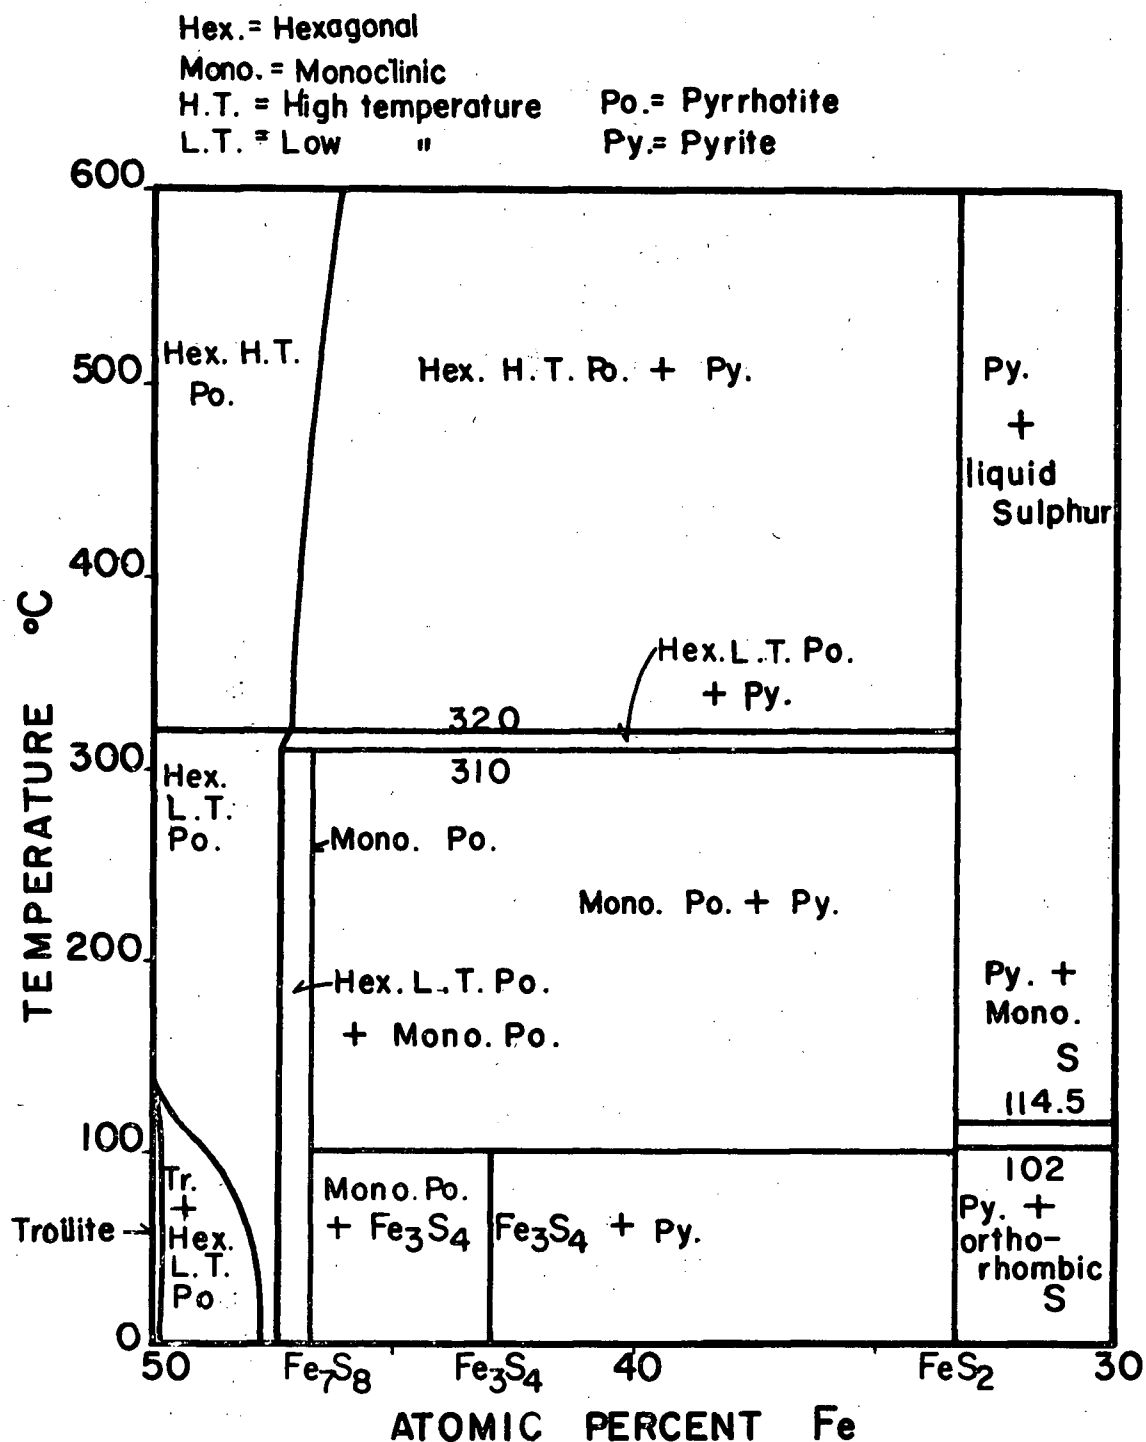 Hex. = Hexagonal
Mono. = Monoclinic
H.T. = High temperature Po. = Pyrrhotite
L.T. = Low " Py. = Pyrite
600
500
400
300
200
100
0
TEMPERATURE °C
Hex. H.T.
Po.
Hex. H.T. Po. + Py.
Py.
+
liquid
Sulphur
Hex. L.T. Po.
+ Py.
320
310
Hex.
L.T.
Po.
Mono. Po.
Mono. Po. + Py.
Hex. L.T. Po.
+ Mono. Po.
Py. +
Mono.
S
114.5
102
Tr.
+
Hex.
L.T.
Po
Troilite
Mono. Po.
+ Fe3S4
Fe3S4 + Py.
Py. +
ortho-
rhombic
S
50 Fe7S8 Fe3S4 40 FeS2 30
ATOMIC PERCENT Fe